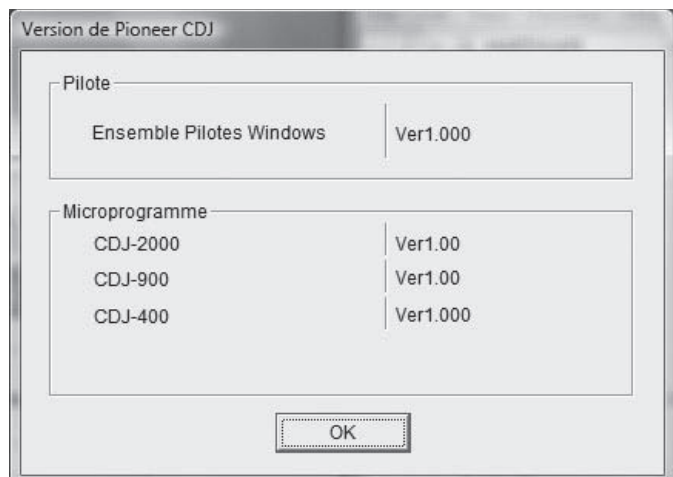 Version de Pioneer CDJ
Pilote
Ensemble Pilotes Windows Ver1.000
Microprogramme
CDJ-2000 Ver1.00
CDJ-900 Ver1.00
CDJ-400 Ver1.000
OK